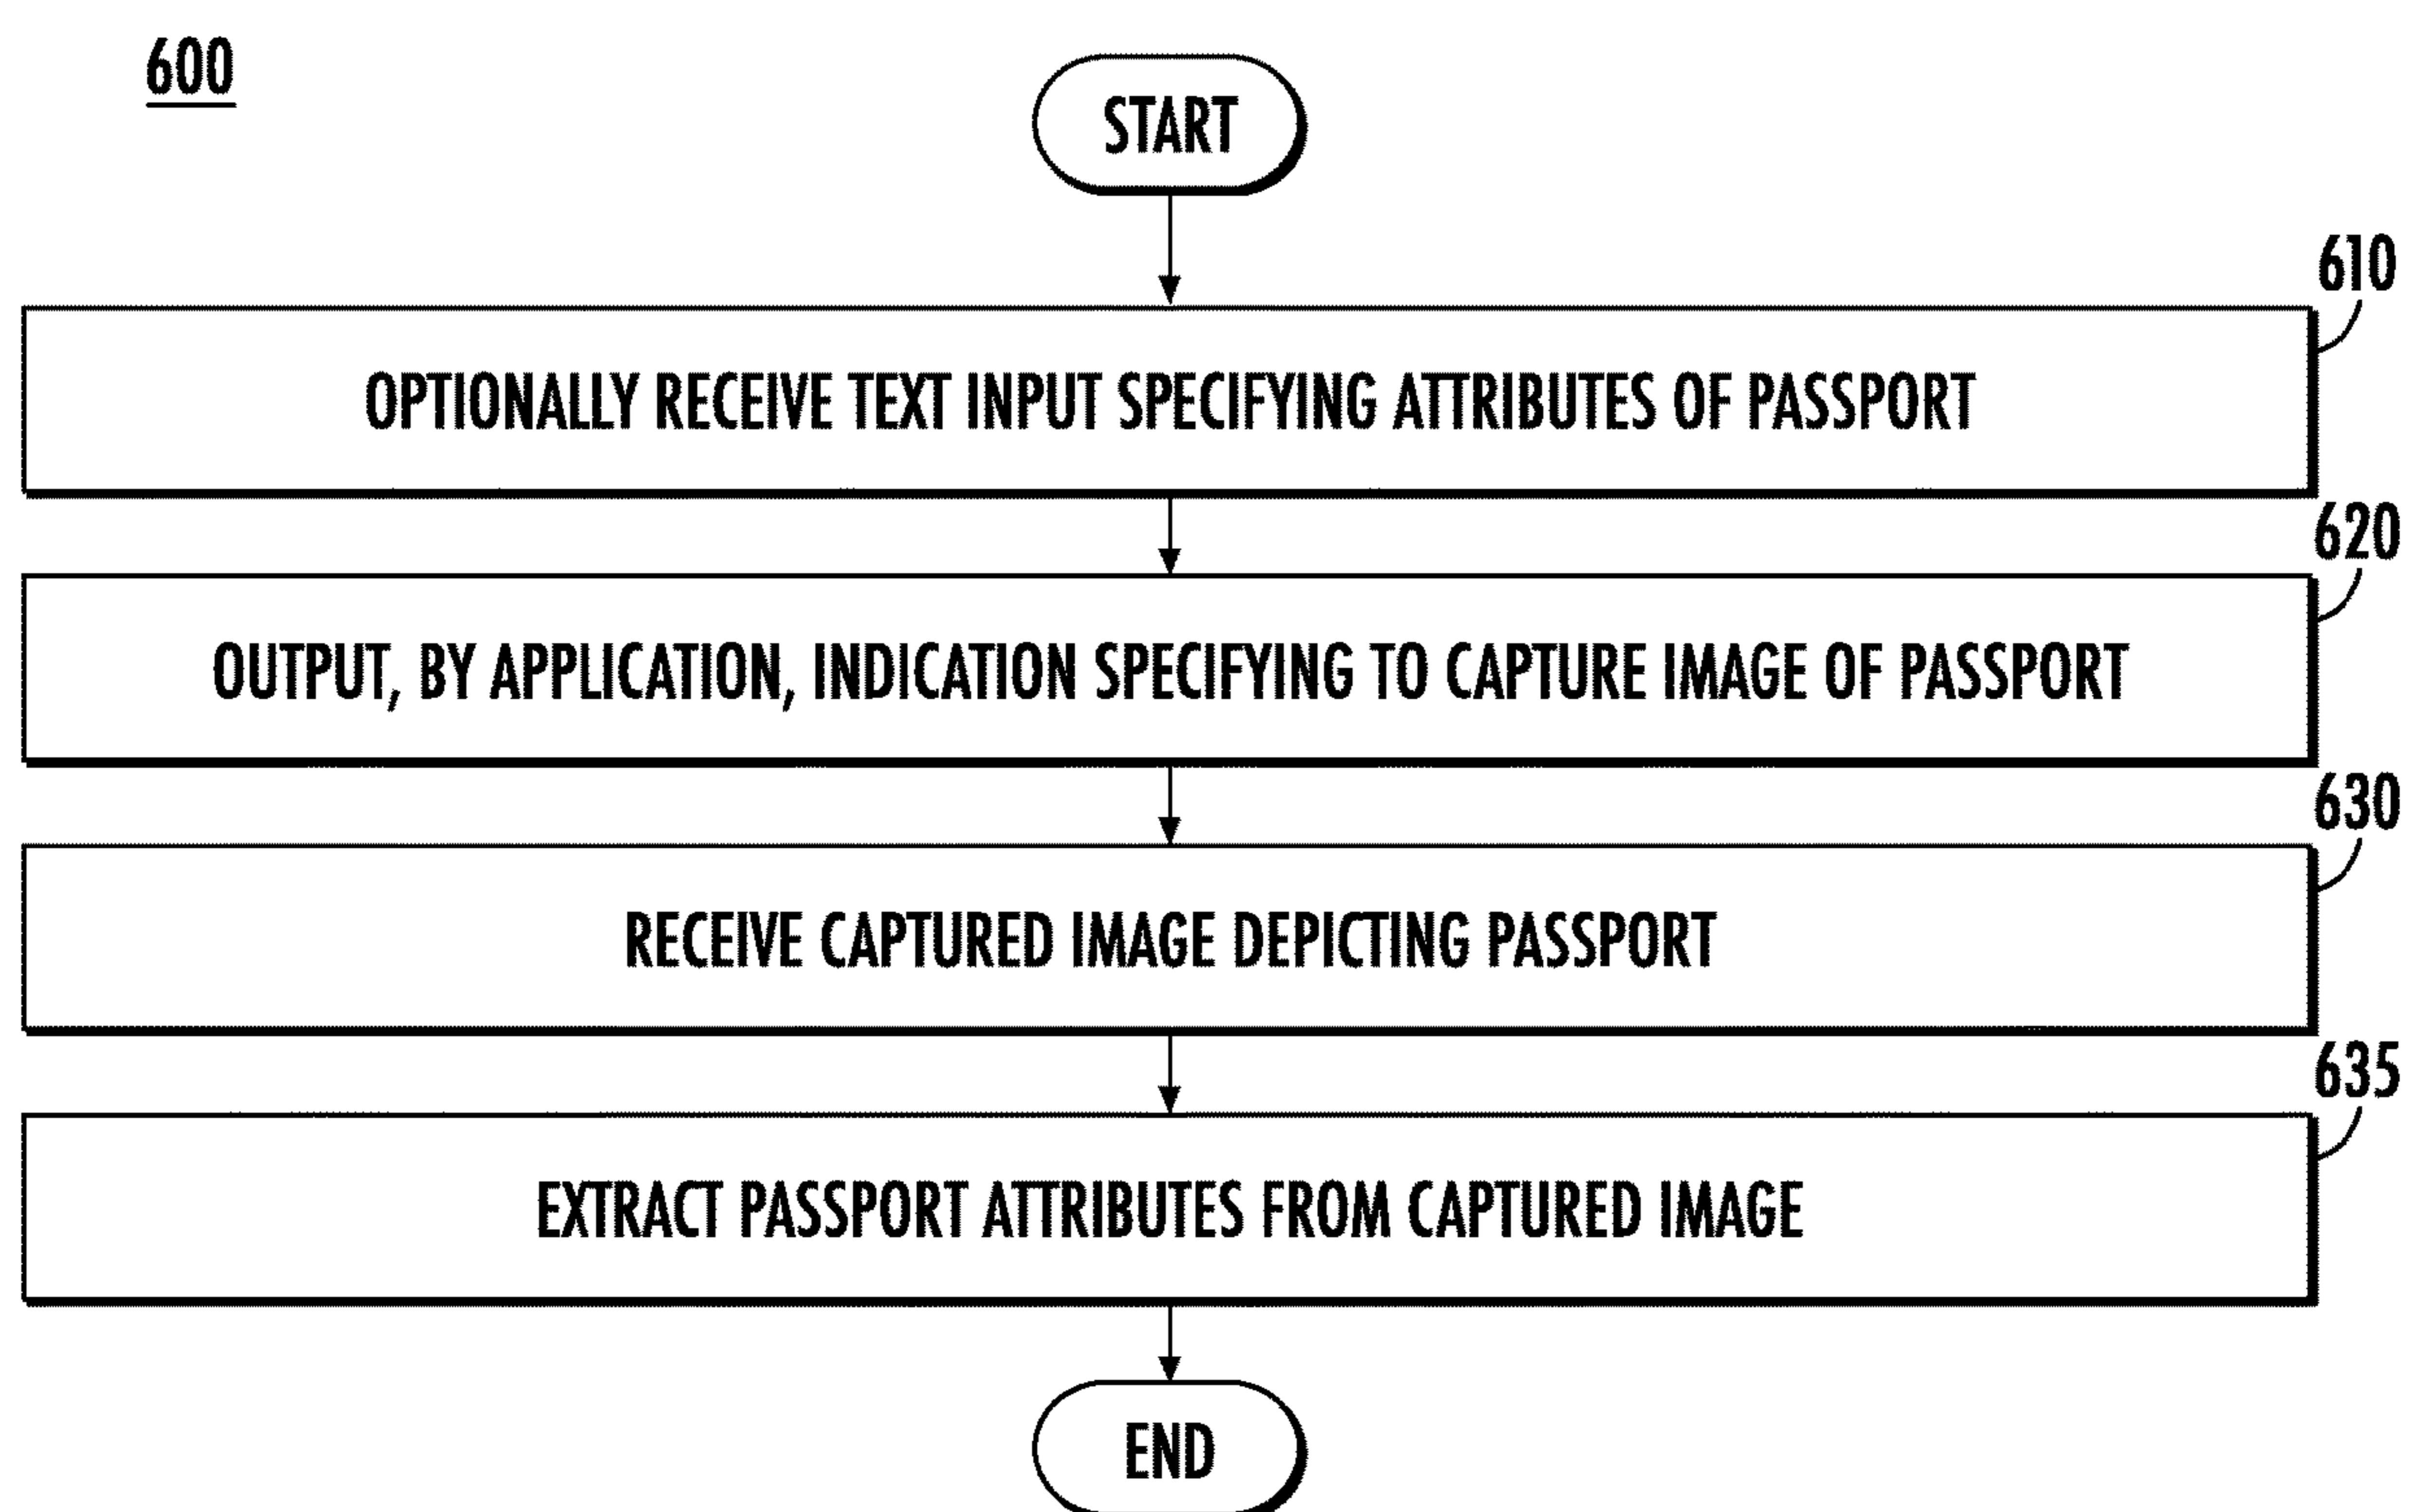 600
START
610
OPTIONALLY RECEIVE TEXT INPUT SPECIFYING ATTRIBUTES OF PASSPORT
620
OUTPUT, BY APPLICATION, INDICATION SPECIFYING TO CAPTURE IMAGE OF PASSPORT
630
RECEIVE CAPTURED IMAGE DEPICTING PASSPORT
635
EXTRACT PASSPORT ATTRIBUTES FROM CAPTURED IMAGE
END